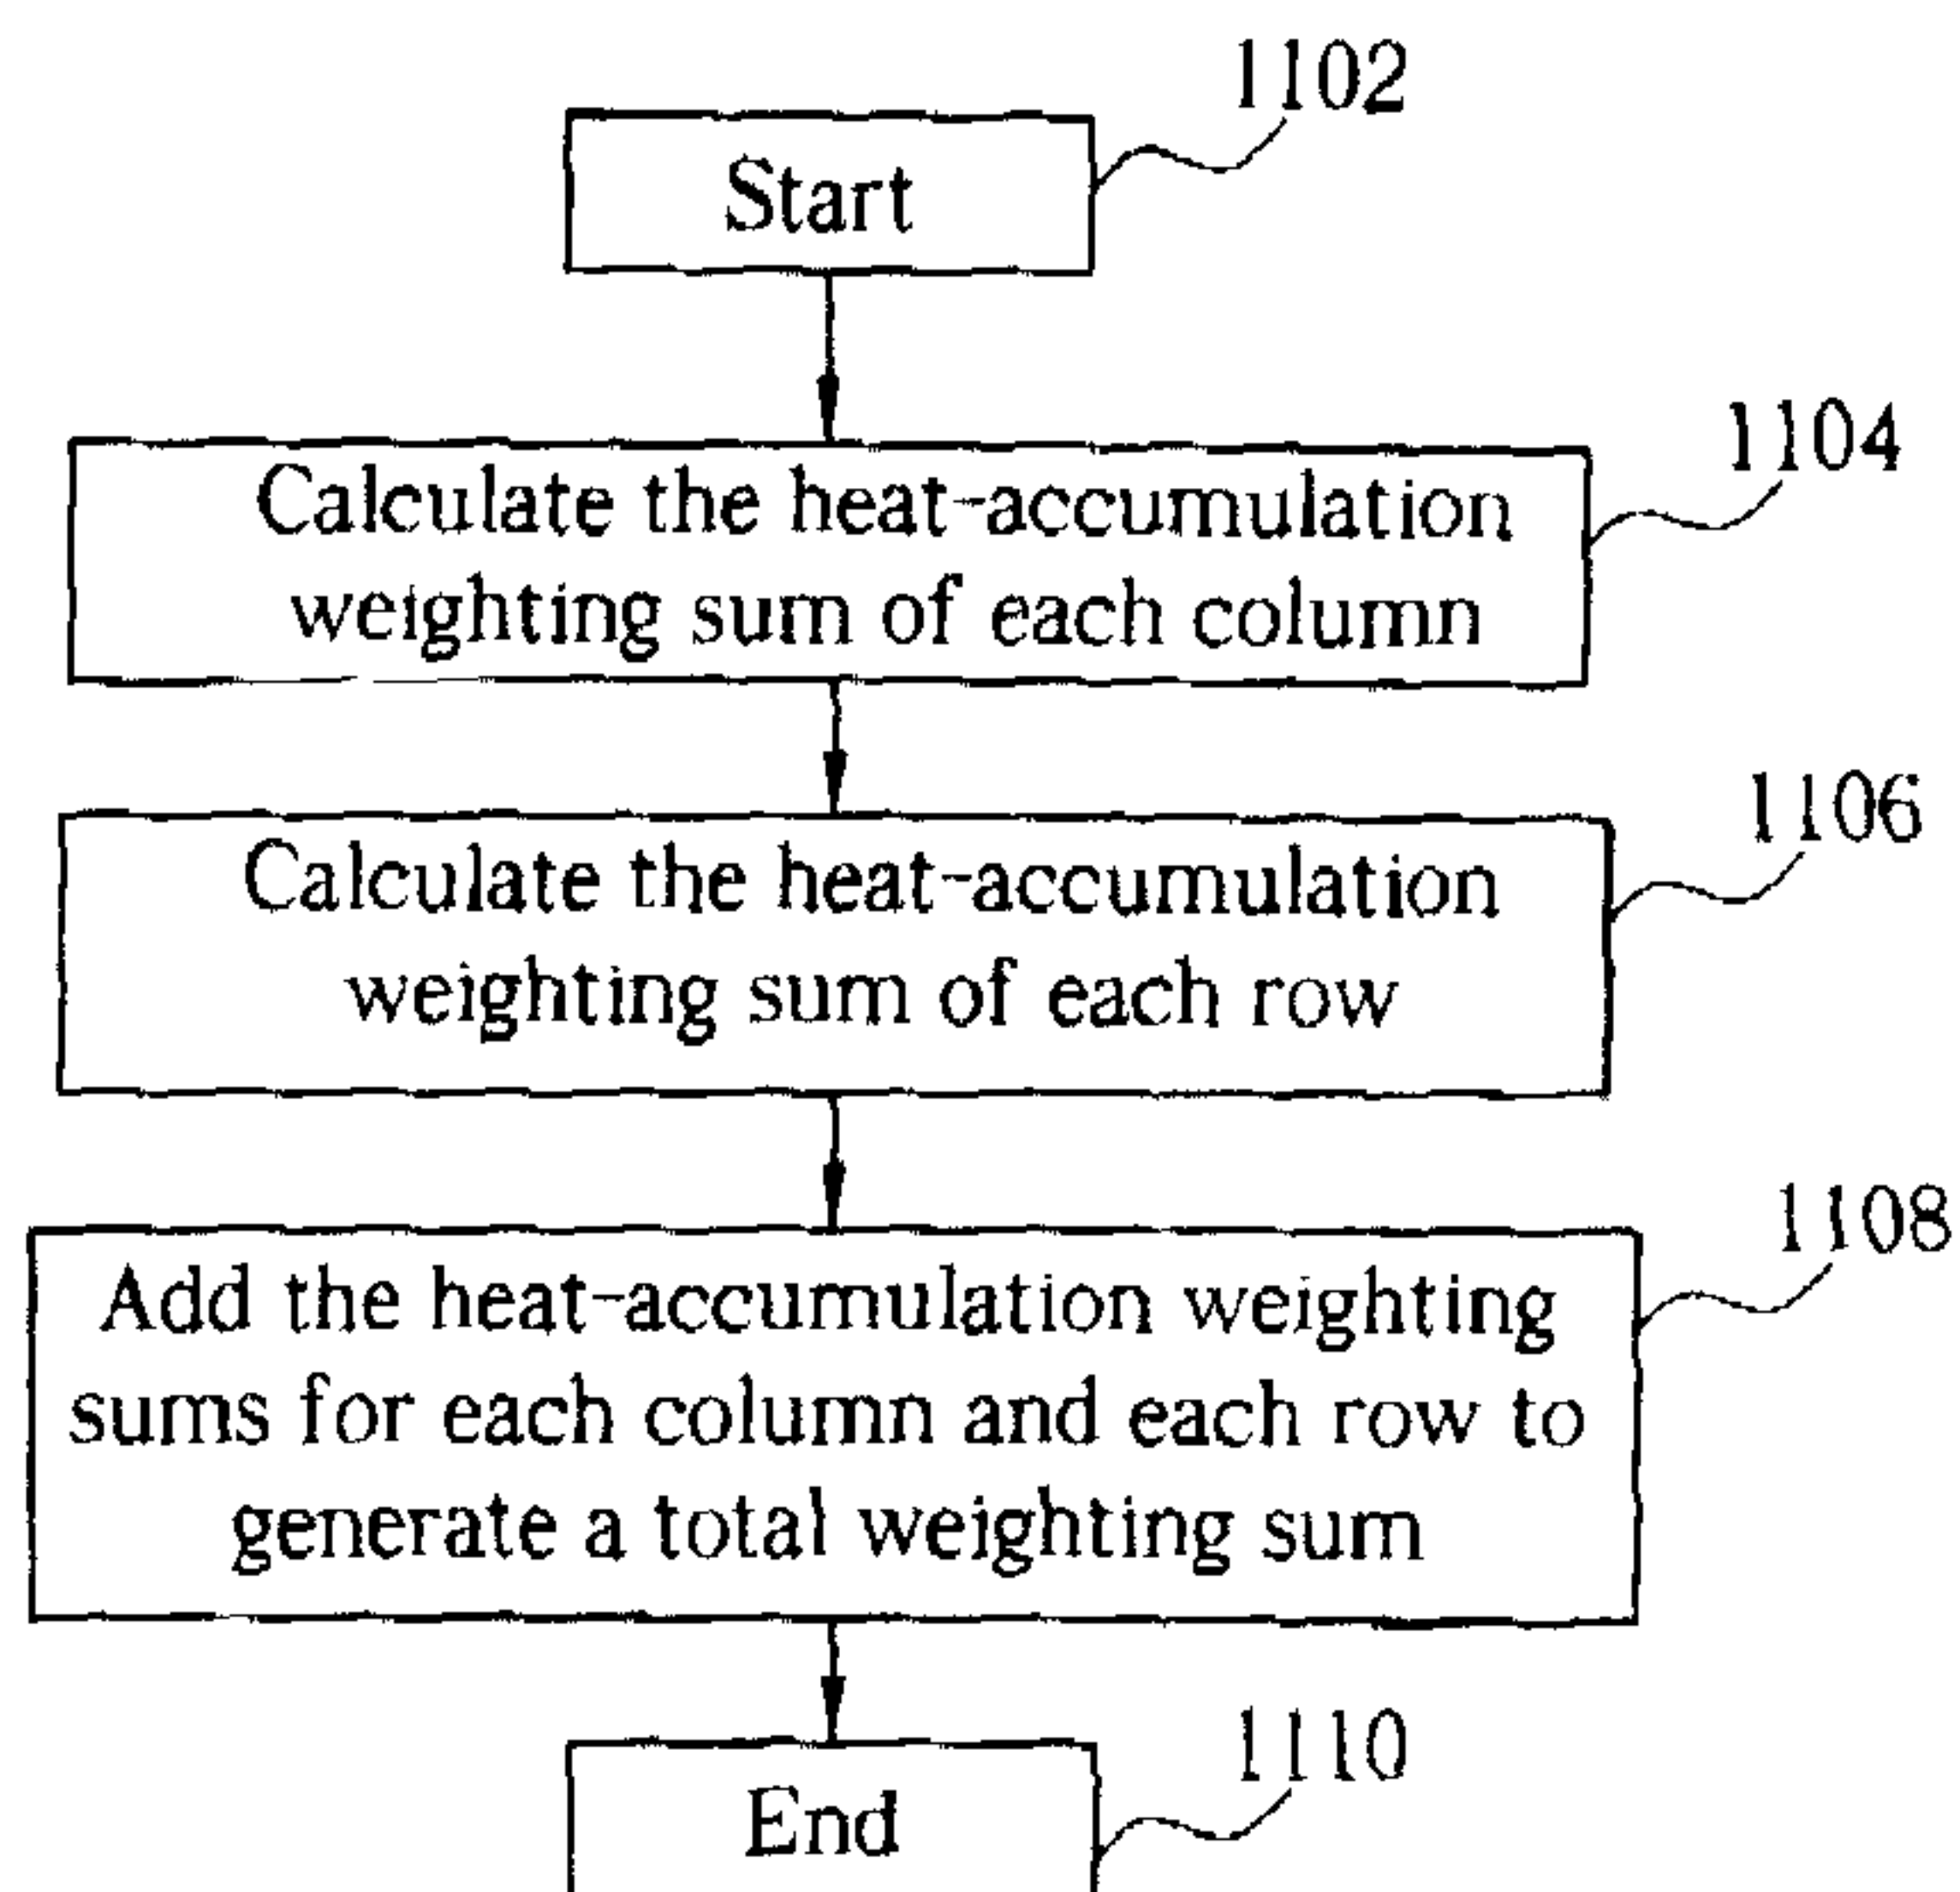 1102
Start
1104
Calculate the heat-accumulation
weighting sum of each column
1106
Calculate the heat-accumulation
weighting sum of each row
1108
Add the heat-accumulation weighting
sums for each column and each row to
generate a total weighting sum
1110
End